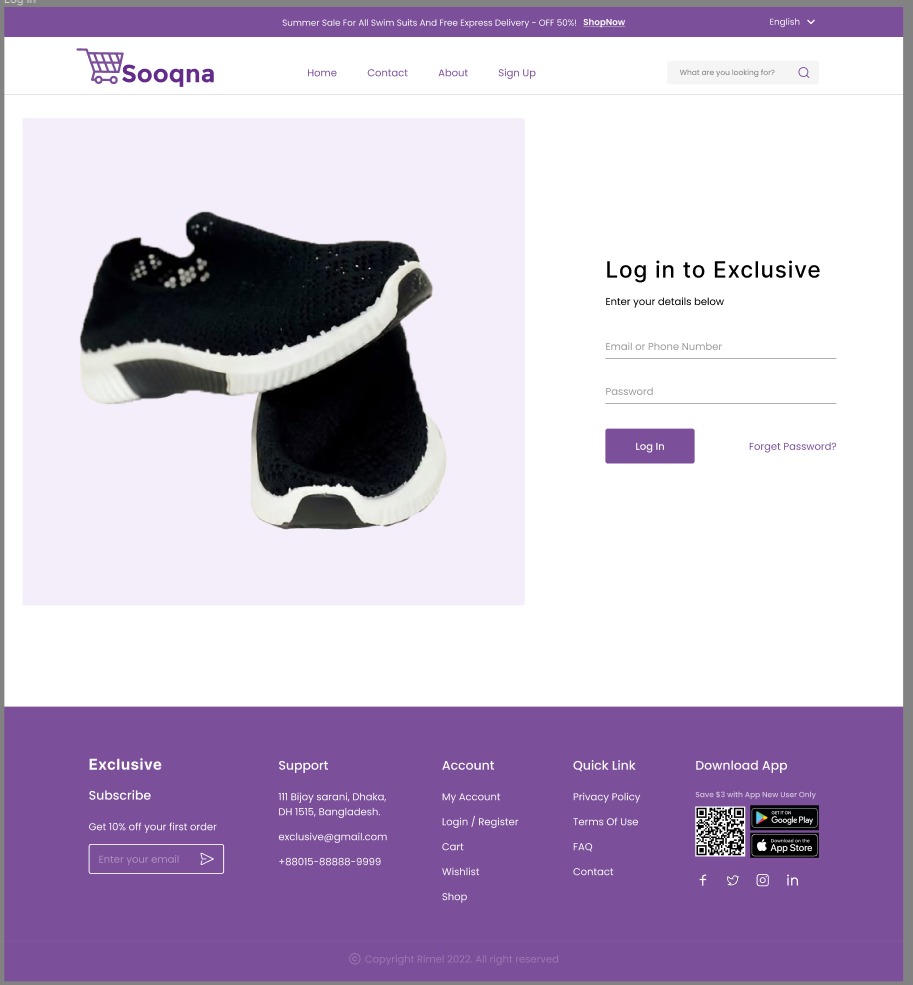 Log In
Summer Sale For All Swim Suits And Free Express Delivery - OFF 50%! ShopNow
English
Sooqna
Home Contact About Sign Up
What are you looking for?
Log in to Exclusive
Enter your details below
Email or Phone Number
Password
Log In
Forget Password?
Exclusive
Subscribe
Get 10% off your first order
Enter your email
Support
111 Bijoy sarani, Dhaka,
DH 1515, Bangladesh.
exclusive@gmail.com
+88015-88888-9999
Account
My Account
Login / Register
Cart
Wishlist
Shop
Quick Link
Privacy Policy
Terms Of Use
FAQ
Contact
Download App
Save $3 with App New User Only
GET IT ON
Google Play
Download on the
App Store
© Copyright Rimel 2022. All right reserved